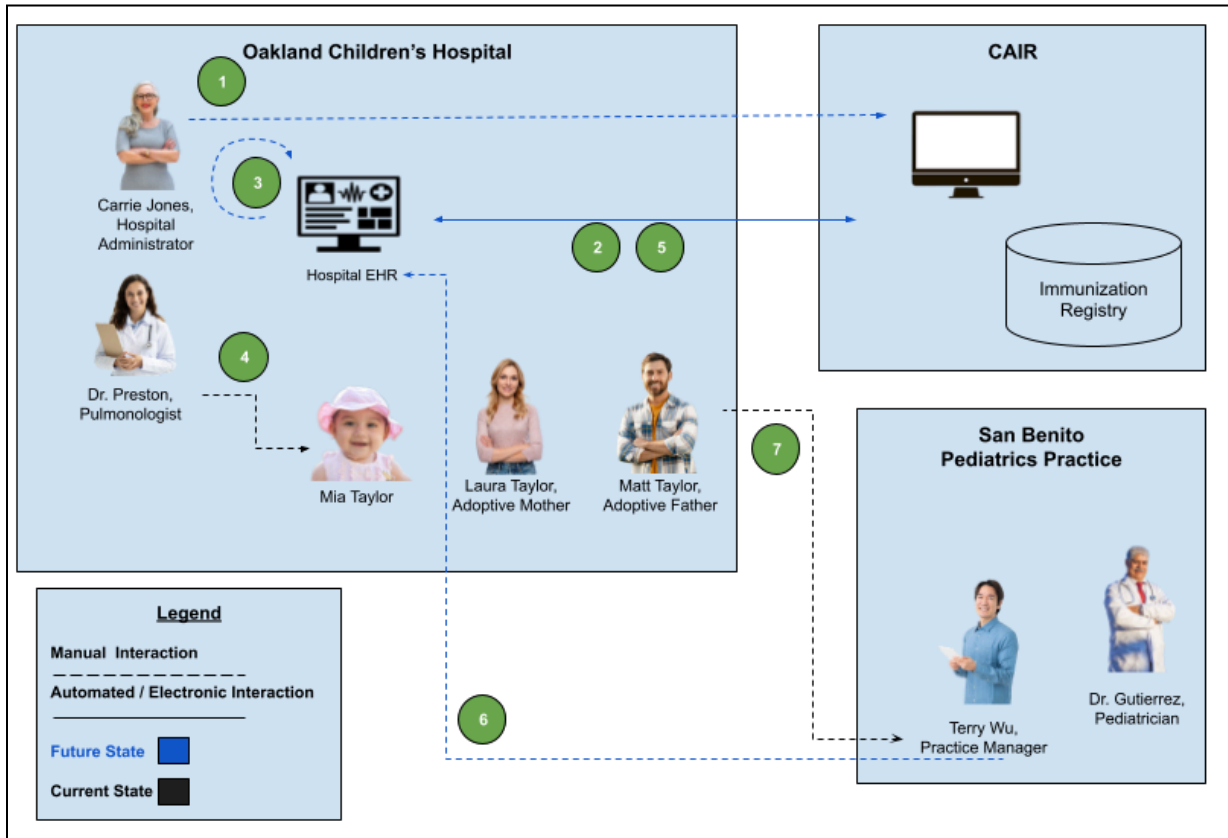 Oakland Children's Hospital
1
Carrie Jones,
Hospital
Administrator
3
Hospital EHR
2
5
CAIR
Immunization
Registry
Dr. Preston,
Pulmonologist
4
Mia Taylor
Laura Taylor,
Adoptive Mother
Matt Taylor,
Adoptive Father
7
San Benito
Pediatrics Practice
Terry Wu,
Practice Manager
Dr. Gutierrez,
Pediatrician
6
Legend
Manual Interaction
Automated / Electronic Interaction
Future State
Current State